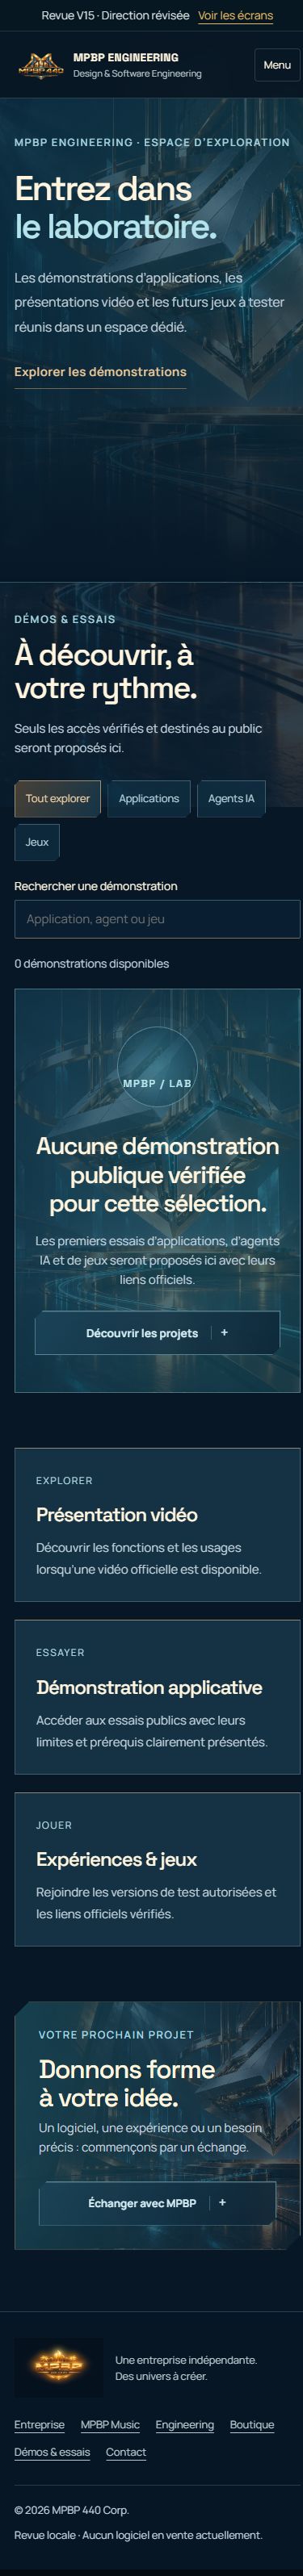 Revue V15 · Direction révisée Voir les écrans
MPBP 440
MPBP ENGINEERING
Design & Software Engineering
Menu
MPBP ENGINEERING · ESPACE D'EXPLORATION
Entrez dans
le laboratoire.
Les démonstrations d'applications, les
présentations vidéo et les futurs jeux à tester
réunis dans un espace dédié.
Explorer les démonstrations
DÉMOS & ESSAIS
À découvrir, à
votre rythme.
Seuls les accès vérifiés et destinés au public
seront proposés ici.
Tout explorer
Applications
Agents IA
Jeux
Rechercher une démonstration
Application, agent ou jeu
0 démonstrations disponibles
MPBP / LAB
Aucune démonstration
publique vérifiée
pour cette sélection.
Les premiers essais d'applications, d'agents
IA et de jeux seront proposés ici avec leurs
liens officiels.
Découvrir les projets +
EXPLORER
Présentation vidéo
Découvrir les fonctions et les usages
lorsqu'une vidéo officielle est disponible.
ESSAYER
Démonstration applicative
Accéder aux essais publics avec leurs
limites et prérequis clairement présentés.
JOUER
Expériences & jeux
Rejoindre les versions de test autorisées et
les liens officiels vérifiés.
VOTRE PROCHAIN PROJET
Donnons forme
à votre idée.
Un logiciel, une expérience ou un besoin
précis : commençons par un échange.
Échanger avec MPBP +
MPBP
Une entreprise indépendante.
Des univers à créer.
Entreprise MPBP Music Engineering Boutique
Démos & essais Contact
© 2026 MPBP 440 Corp.
Revue locale · Aucun logiciel en vente actuellement.